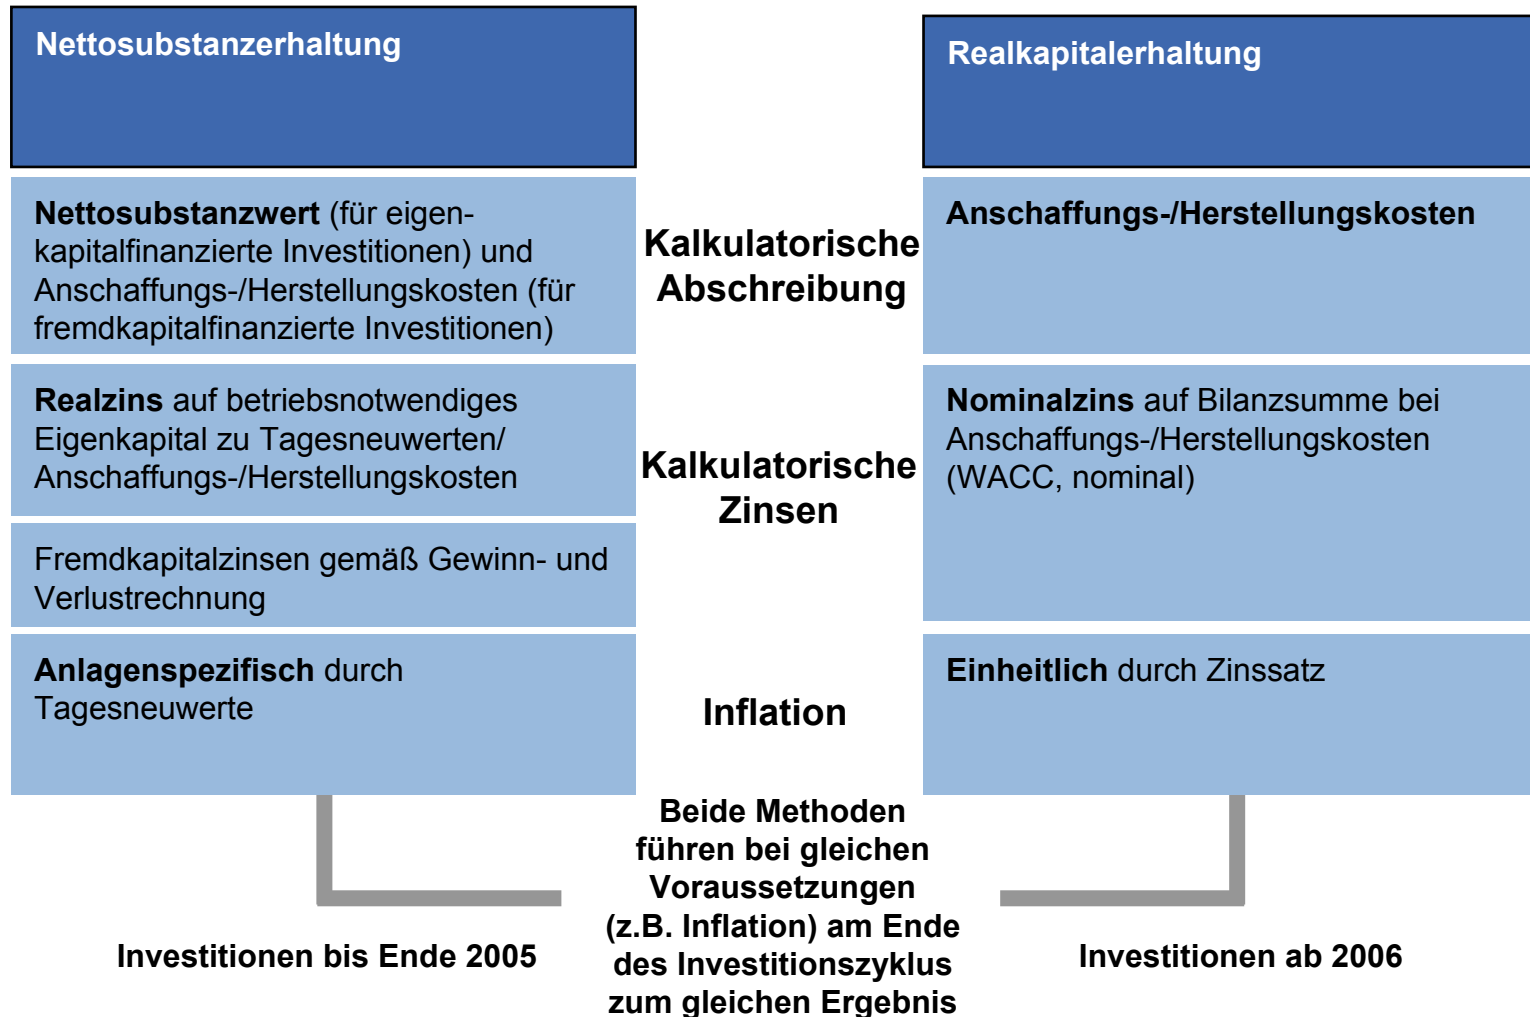 Nettosubstanzerhaltung
Realkapitalerhaltung
Nettosubstanzwert (für eigen-
kapitalfinanzierte Investitionen) und
Anschaffungs-/Herstellungskosten (für
fremdkapitalfinanzierte Investitionen)
Kalkulatorische
Abschreibung
Anschaffungs-/Herstellungskosten
Realzins auf betriebsnotwendiges
Eigenkapital zu Tagesneuwerten/
Anschaffungs-/Herstellungskosten
Fremdkapitalzinsen gemäß Gewinn- und
Verlustrechnung
Kalkulatorische
Zinsen
Nominalzins auf Bilanzsumme bei
Anschaffungs-/Herstellungskosten
(WACC, nominal)
Anlagenspezifisch durch
Tagesneuwerte
Inflation
Einheitlich durch Zinssatz
Investitionen bis Ende 2005
Beide Methoden
führen bei gleichen
Voraussetzungen
(z.B. Inflation) am Ende
des Investitionszyklus
zum gleichen Ergebnis
Investitionen ab 2006